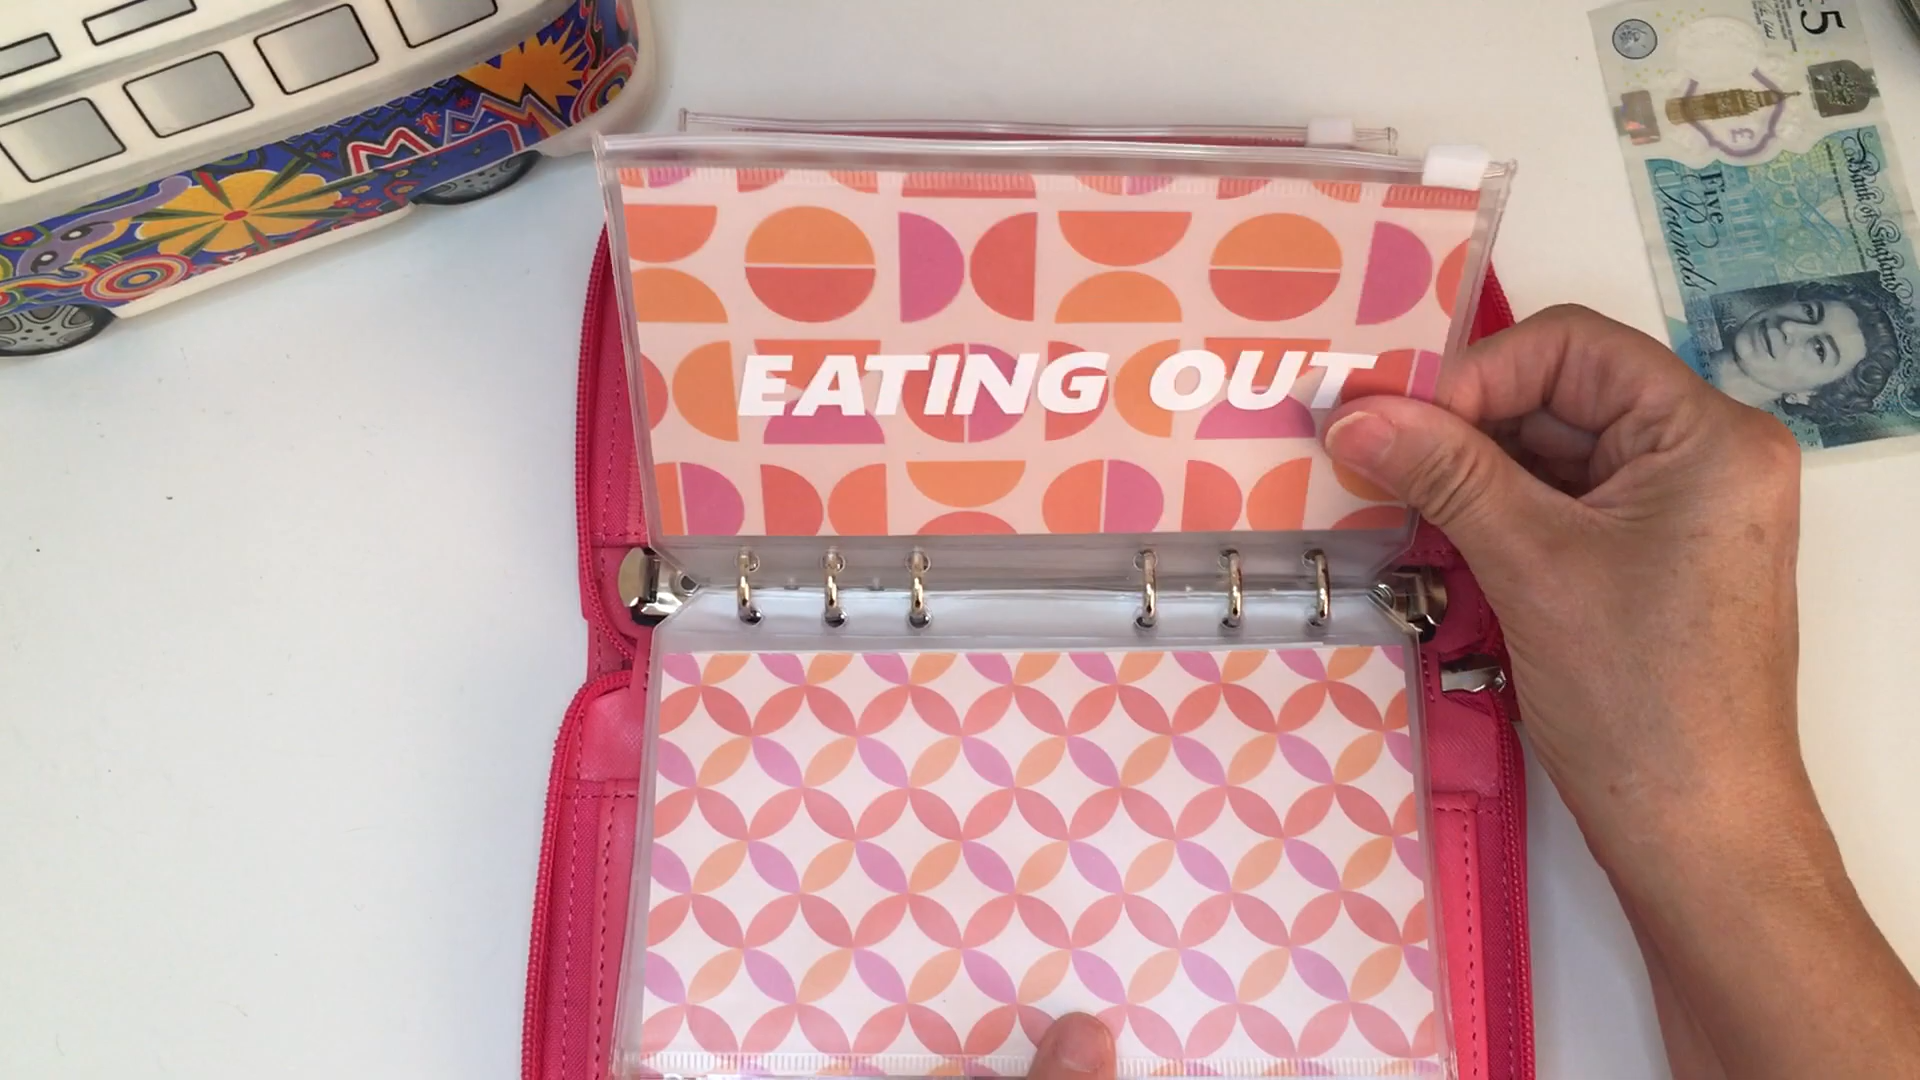 EATING OUT
£5
Bank of England
Five
Pounds
£